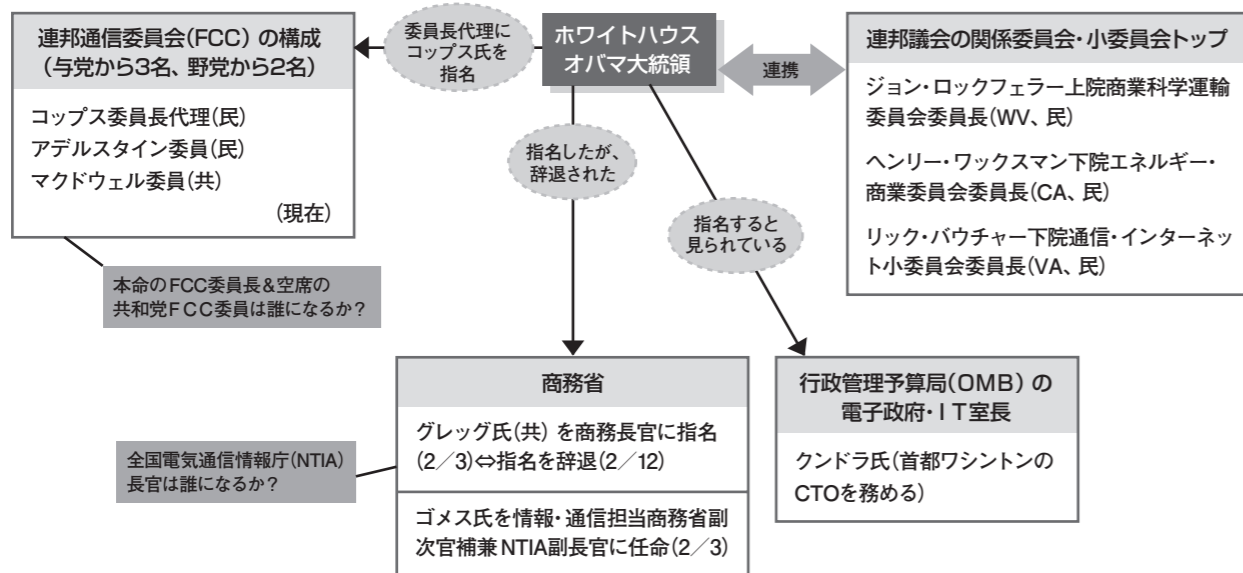 連邦通信委員会(FCC)の構成
(与党から3名、野党から2名)
コップス委員長代理(民)
アデルスタイン委員(民)
マクドウェル委員(共)
(現在)
委員長代理に
コップス氏を
指名
ホワイトハウス
オバマ大統領
連携
連邦議会の関係委員会・小委員会トップ
ジョン・ロックフェラー上院商業科学運輸
委員会委員長(WV、民)
ヘンリー・ワックスマン下院エネルギー・
商業委員会委員長(CA、民)
リック・バウチャー下院通信・インターネッ
ト小委員会委員長(VA、民)
指名したが、
辞退された
指名すると
見られている
本命のFCC委員長&空席の
共和党FCC委員は誰になるか?
商務省
グレッグ氏(共)を商務長官に指名
(2/3)⇔指名を辞退(2/12)
ゴメス氏を情報・通信担当商務省副
次官補兼NTIA副長官に任命(2/3)
全国電気通信情報庁(NTIA)
長官は誰になるか?
行政管理予算局(OMB)の
電子政府・IT室長
クンドラ氏(首都ワシントンの
CTOを務める)